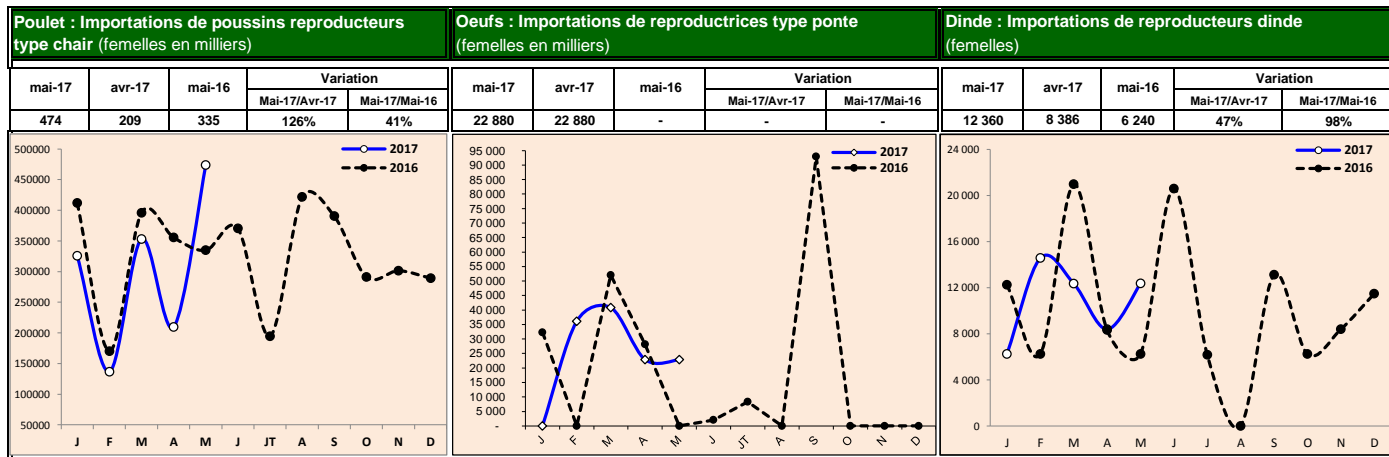 Poulet : Importations de poussins reproducteurs
type chair (femelles en milliers)
mai-17 avr-17 mai-16 Variation
Mai-17/Avr-17 Mai-17/Mai-16
474 209 335 126% 41%
500000
450000
400000
350000
300000
250000
200000
150000
100000
50000
2017
2016
J F M A M J JT A S O N D
Oeufs : Importations de reproductrices type ponte
(femelles en milliers)
mai-17 avr-17 mai-16 Variation
Mai-17/Avr-17 Mai-17/Mai-16
22 880 22 880 - - -
95 000
90 000
85 000
80 000
75 000
70 000
65 000
60 000
55 000
50 000
45 000
40 000
35 000
30 000
25 000
20 000
15 000
10 000
5 000
-
2017
2016
J F M A M J JT A S O N D
Dinde : Importations de reproducteurs dinde
(femelles)
mai-17 avr-17 mai-16 Variation
Mai-17/Avr-17 Mai-17/Mai-16
12 360 8 386 6 240 47% 98%
24 000
20 000
16 000
12 000
8 000
4 000
0
2017
2016
J F M A M J J A S O N D